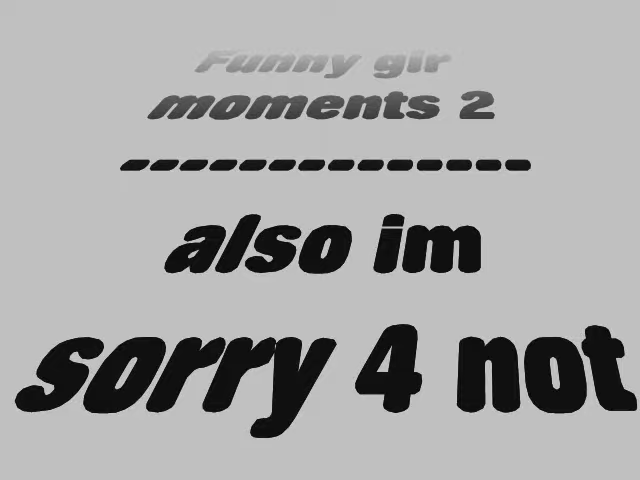 Funny gir
moments 2
--------------
also im
sorry 4 not